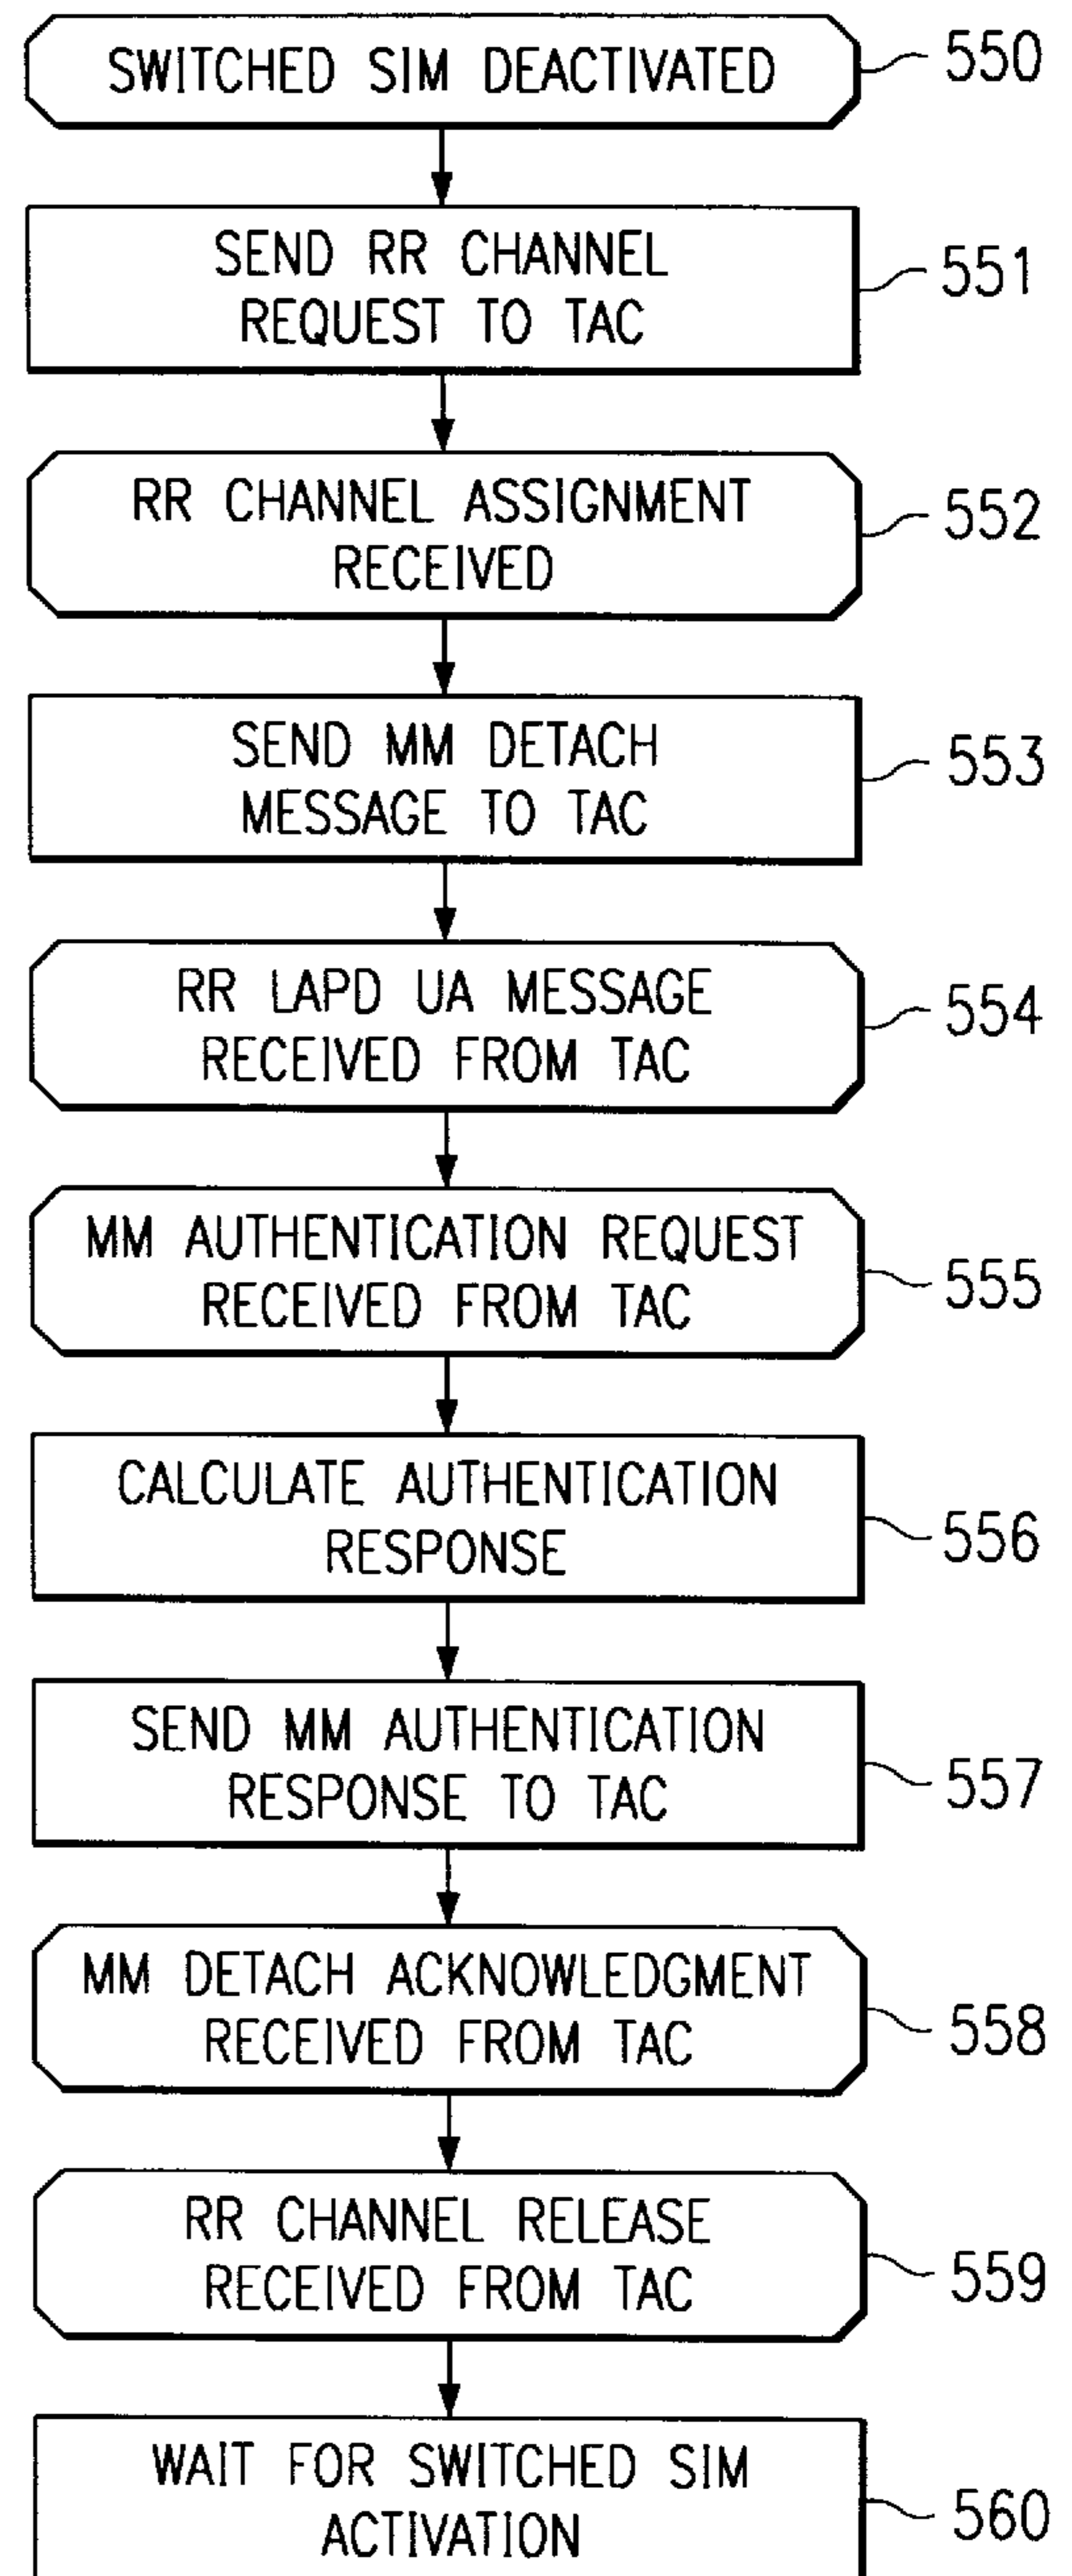 SWITCHED SIM DEACTIVATED
550
SEND RR CHANNEL
REQUEST TO TAC
551
RR CHANNEL ASSIGNMENT
RECEIVED
552
SEND MM DETACH
MESSAGE TO TAC
553
RR LAPD UA MESSAGE
RECEIVED FROM TAC
554
MM AUTHENTICATION REQUEST
RECEIVED FROM TAC
555
CALCULATE AUTHENTICATION
RESPONSE
556
SEND MM AUTHENTICATION
RESPONSE TO TAC
557
MM DETACH ACKNOWLEDGMENT
RECEIVED FROM TAC
558
RR CHANNEL RELEASE
RECEIVED FROM TAC
559
WAIT FOR SWITCHED SIM
ACTIVATION
560